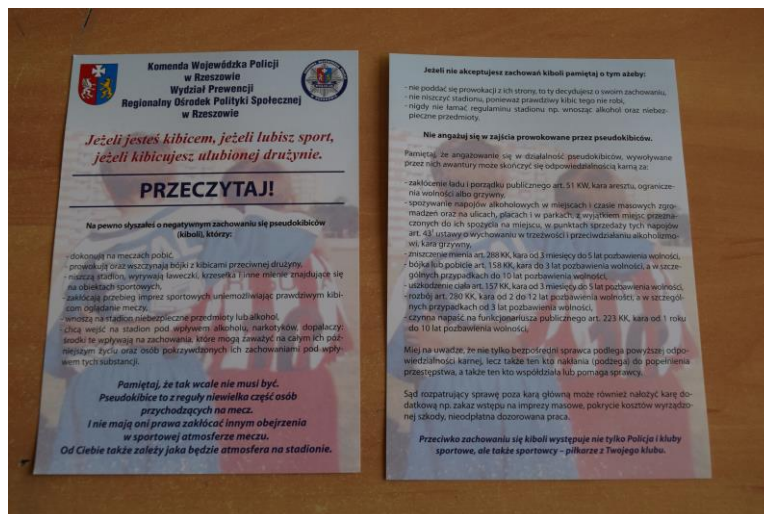 Komenda Wojewódzka Policji
w Rzeszowie
Wydział Prewencji
Regionalny Ośrodek Polityki Społecznej
w Rzeszowie
Jeżeli jesteś kibicem, jeżeli lubisz sport,
jeżeli kibicujesz ulubionej drużynie.
PRZECZYTAJ!
Na pewno słyszałeś o negatywnym zachowaniu się pseudokibiców
(kiboli), którzy:
- dokonują na meczach pobić,
- prowokują oraz wszczynają bójki z kibicami przeciwnej drużyny,
- niszczą stadion, wyrywają ławeczki, krzesełka i inne mienie znajdujące się
na obiektach sportowych,
- zakłócają przebieg imprez sportowych uniemożliwiając prawdziwym kibi-
com oglądanie meczy,
- wnoszą na stadion niebezpieczne przedmioty lub alkohol,
- chcą wejść na stadion pod wpływem alkoholu, narkotyków, dopalaczy:
środki te wpływają na zachowania, które mogą zaważyć na całym ich póź-
niejszym życiu oraz osób pokrzywdzonych ich zachowaniami pod wpły-
wem tych substancji.
Pamiętaj, że tak wcale nie musi być.
Pseudokibice to z reguły niewielka część osób
przychodzących na mecz.
I nie mają oni prawa zakłócać innym obejrzenia
w sportowej atmosferze meczu.
Od Ciebie także zależy jaka będzie atmosfera na stadionie.
Jeżeli nie akceptujesz zachowań kiboli pamiętaj o tym ażeby:
- nie poddać się prowokacji z ich strony, to ty decydujesz o swoim zachowaniu,
- nie niszczyć stadionu, ponieważ prawdziwy kibic tego nie robi,
- nigdy nie łamać regulaminu stadionu np. wnosząc alkohol oraz niebez-
pieczne przedmioty.
Nie angażuj się w zajścia prowokowane przez pseudokibiców.
Pamiętaj, że angażowanie się w działalność pseudokibiców, wywoływane
przez nich awantury może skończyć się odpowiedzialnością karną za:
- zakłócenie ładu i porządku publicznego art. 51 KW, kara aresztu, ogranicze-
nia wolności albo grzywny,
- spożywanie napojów alkoholowych w miejscach i czasie masowych zgro-
madzeń oraz na ulicach, placach i w parkach, z wyjątkiem miejsc przezna-
czonych do ich spożycia na miejscu, w punktach sprzedaży tych napojów
art. 43¹ ustawy o wychowaniu w trzeźwości i przeciwdziałaniu alkoholizmo-
wi, kara grzywny,
- zniszczenie mienia art. 288 KK, kara od 3 miesięcy do 5 lat pozbawienia wolności,
- bójka lub pobicie art. 158 KK, kara do 3 lat pozbawienia wolności, a w szcze-
gólnych przypadkach do 10 lat pozbawienia wolności,
- uszkodzenie ciała art. 157 KK, kara od 3 miesięcy do 5 lat pozbawienia wolności,
- rozbój art. 280 KK, kara od 2 do 12 lat pozbawienia wolności, a w szczegól-
nych przypadkach od 3 lat pozbawienia wolności,
- czynna napaść na funkcjonariusza publicznego art. 223 KK, kara od 1 roku
do 10 lat pozbawienia wolności,
Miej na uwadze, że nie tylko bezpośredni sprawca podlega powyższej odpo-
wiedzialności karnej, lecz także ten kto nakłania (podżega) do popełnienia
przestępstwa, a także ten kto współdziała lub pomaga sprawcy.
Sąd rozpatrujący sprawę poza karą główną może również nałożyć karę do-
datkową np. zakaz wstępu na imprezy masowe, pokrycie kosztów wyrządzo-
nej szkody, nieodpłatna dozorowana praca.
Przeciwko zachowaniu się kiboli występuje nie tylko Policja i kluby
sportowe, ale także sportowcy – piłkarze z Twojego klubu.